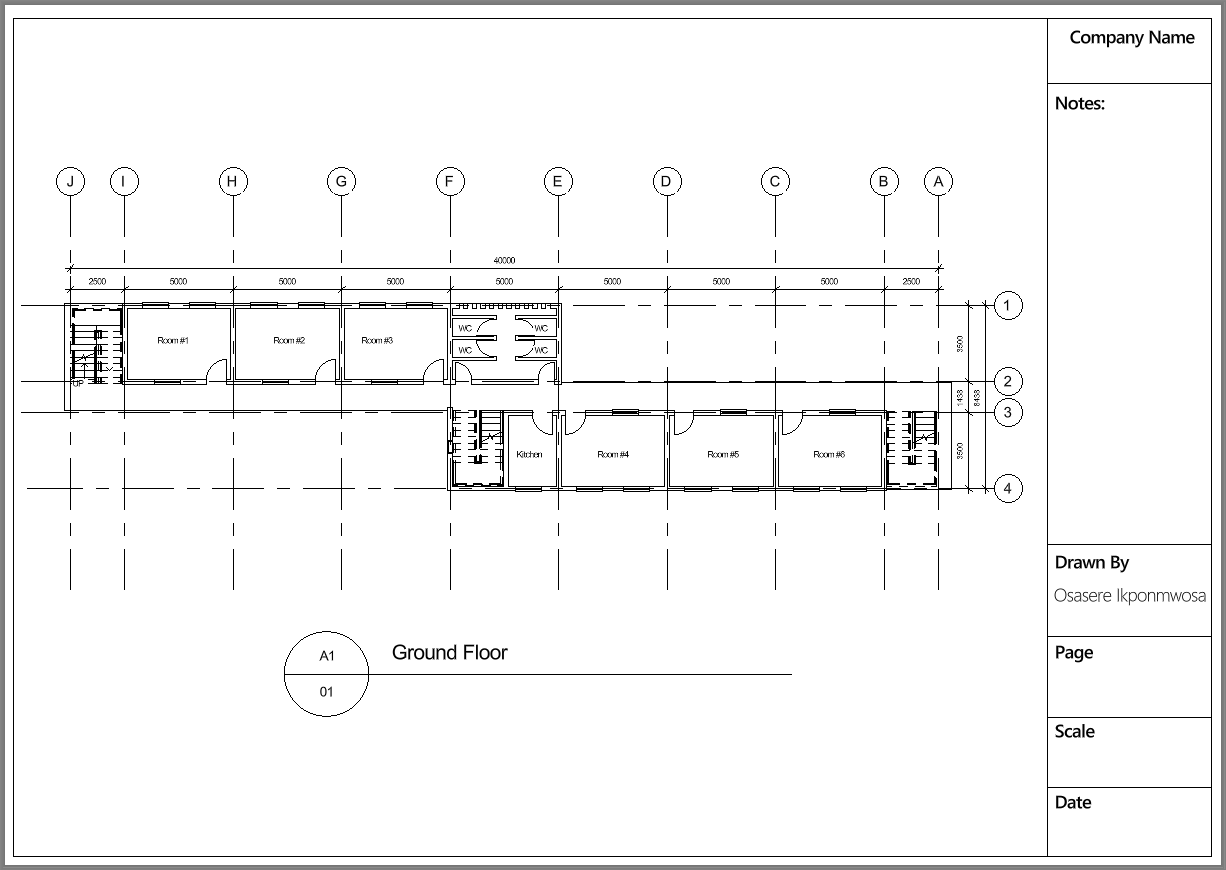 Company Name
Notes:
J I H G F E D C B A
40000
2500 5000 5000 5000 5000 5000 5000 5000 2500
1
WC WC
Room #1 Room #2 Room #3
3500
WC WC
UP
2
1438 8438
3
Kitchen Room #4 Room #5 Room #6
3500
4
Drawn By
Osasere Ikponmwosa
A1
Ground Floor
01
Page
Scale
Date